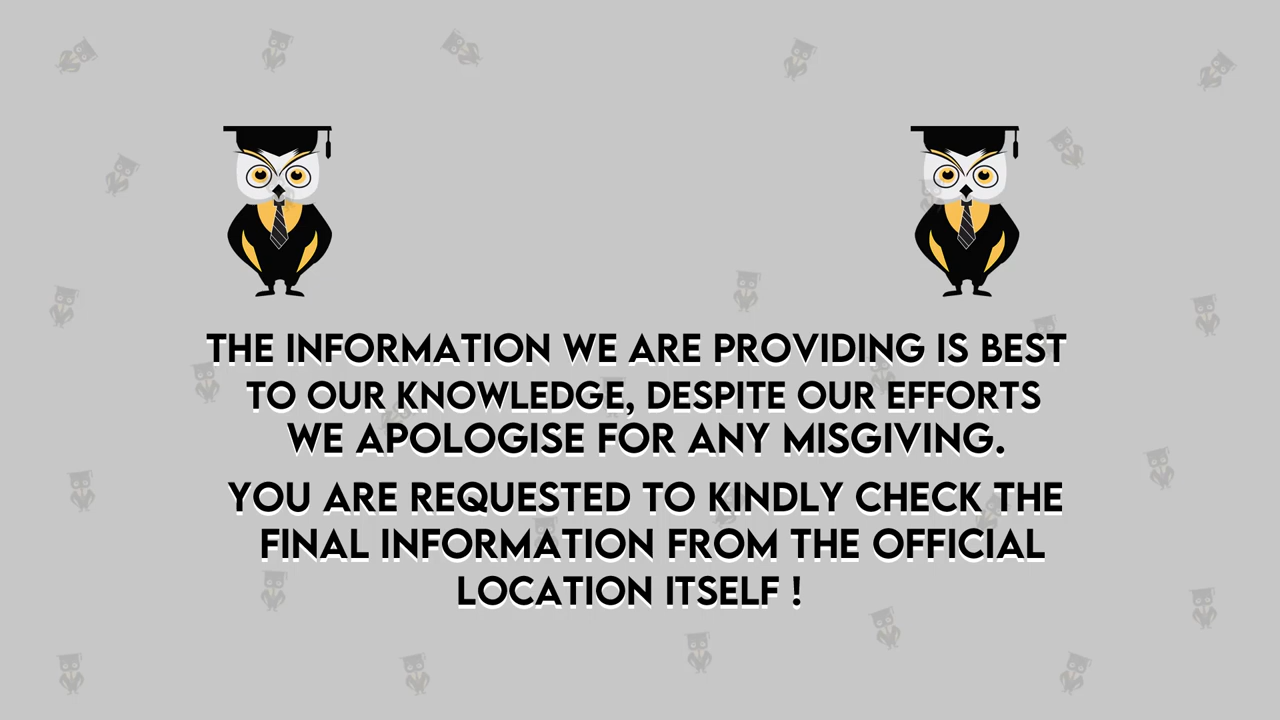 THE INFORMATION WE ARE PROVIDING IS BEST
TO OUR KNOWLEDGE, DESPITE OUR EFFORTS
WE APOLOGISE FOR ANY MISGIVING.
YOU ARE REQUESTED TO KINDLY CHECK THE
FINAL INFORMATION FROM THE OFFICIAL
LOCATION ITSELF !